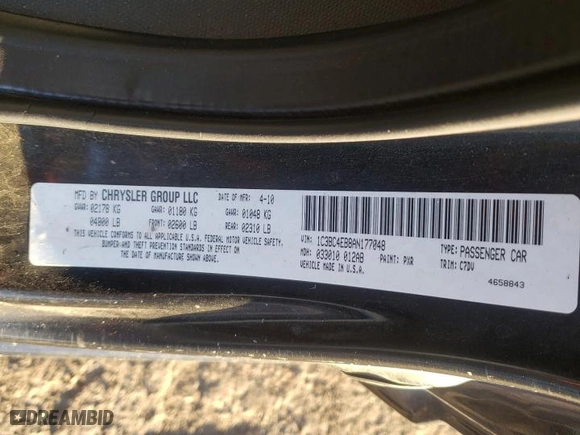 MFD BY CHRYSLER GROUP LLC DATE OF MFR: 4-10
GVWR: 02178 KG GAWR: 01180 KG GAWR: 01048 KG
04800 LB FRONT: 02600 LB REAR: 02310 LB
THIS VEHICLE CONFORMS TO ALL APPLICABLE U.S.A. FEDERAL MOTOR VEHICLE SAFETY,
BUMPER AND THEFT PREVENTION STANDARDS IN EFFECT ON
THE DATE OF MANUFACTURE SHOWN ABOVE.
VIN: 1C3BC4EB8AN177048 TYPE: PASSENGER CAR
MDH: 033010 012AB PAINT: PXR TRIM: C7DV
VEHICLE MADE IN U.S.A.
4658843
DREAMBID